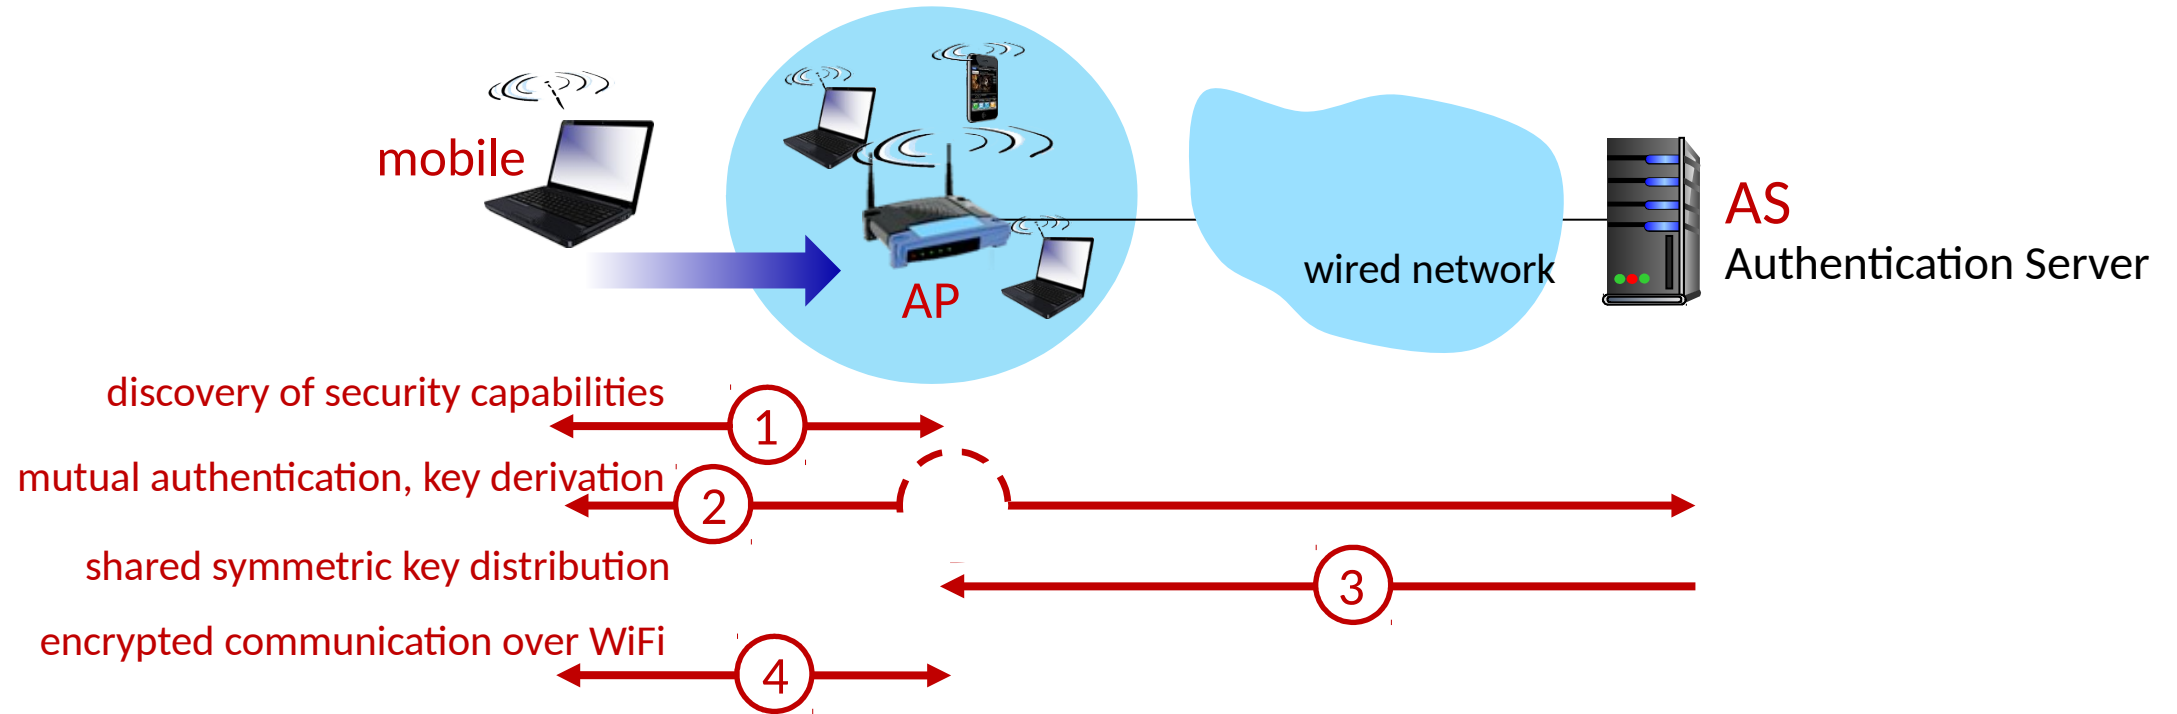 mobile
AP
wired network
AS
Authentication Server
discovery of security capabilities
1
mutual authentication, key derivation
2
shared symmetric key distribution
3
encrypted communication over WiFi
4